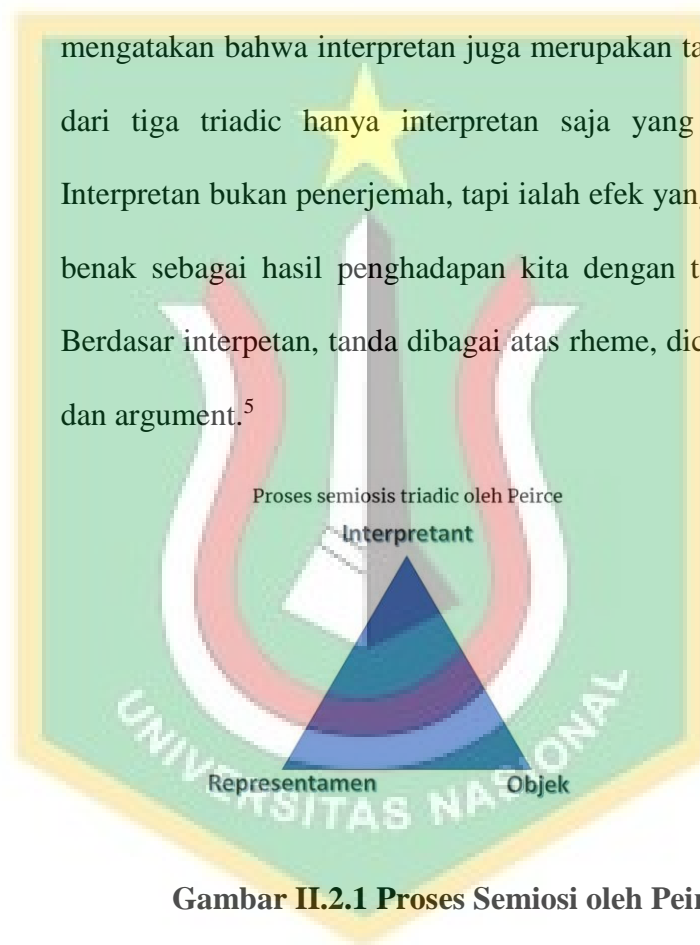 mengatakan bahwa interpretan juga merupakan ta
dari tiga triadic hanya interpretan saja yang
Interpretan bukan penerjemah, tapi ialah efek yan
benak sebagai hasil penghadapan kita dengan t
Berdasar interpetan, tanda dibagai atas rheme, dic
dan argument.5
Proses semiosis triadic oleh Peirce
Interpretant
Representamen Objek
UNIVERSITAS NASIONAL
Gambar II.2.1 Proses Semiosi oleh Peir